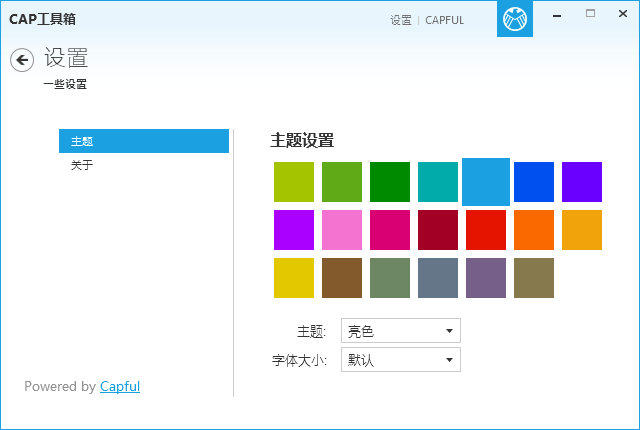 CAP工具箱
设置 | CAPFUL
设置
一些设置
主题
关于
主题设置
主题: 亮色
字体大小: 默认
Powered by Capful